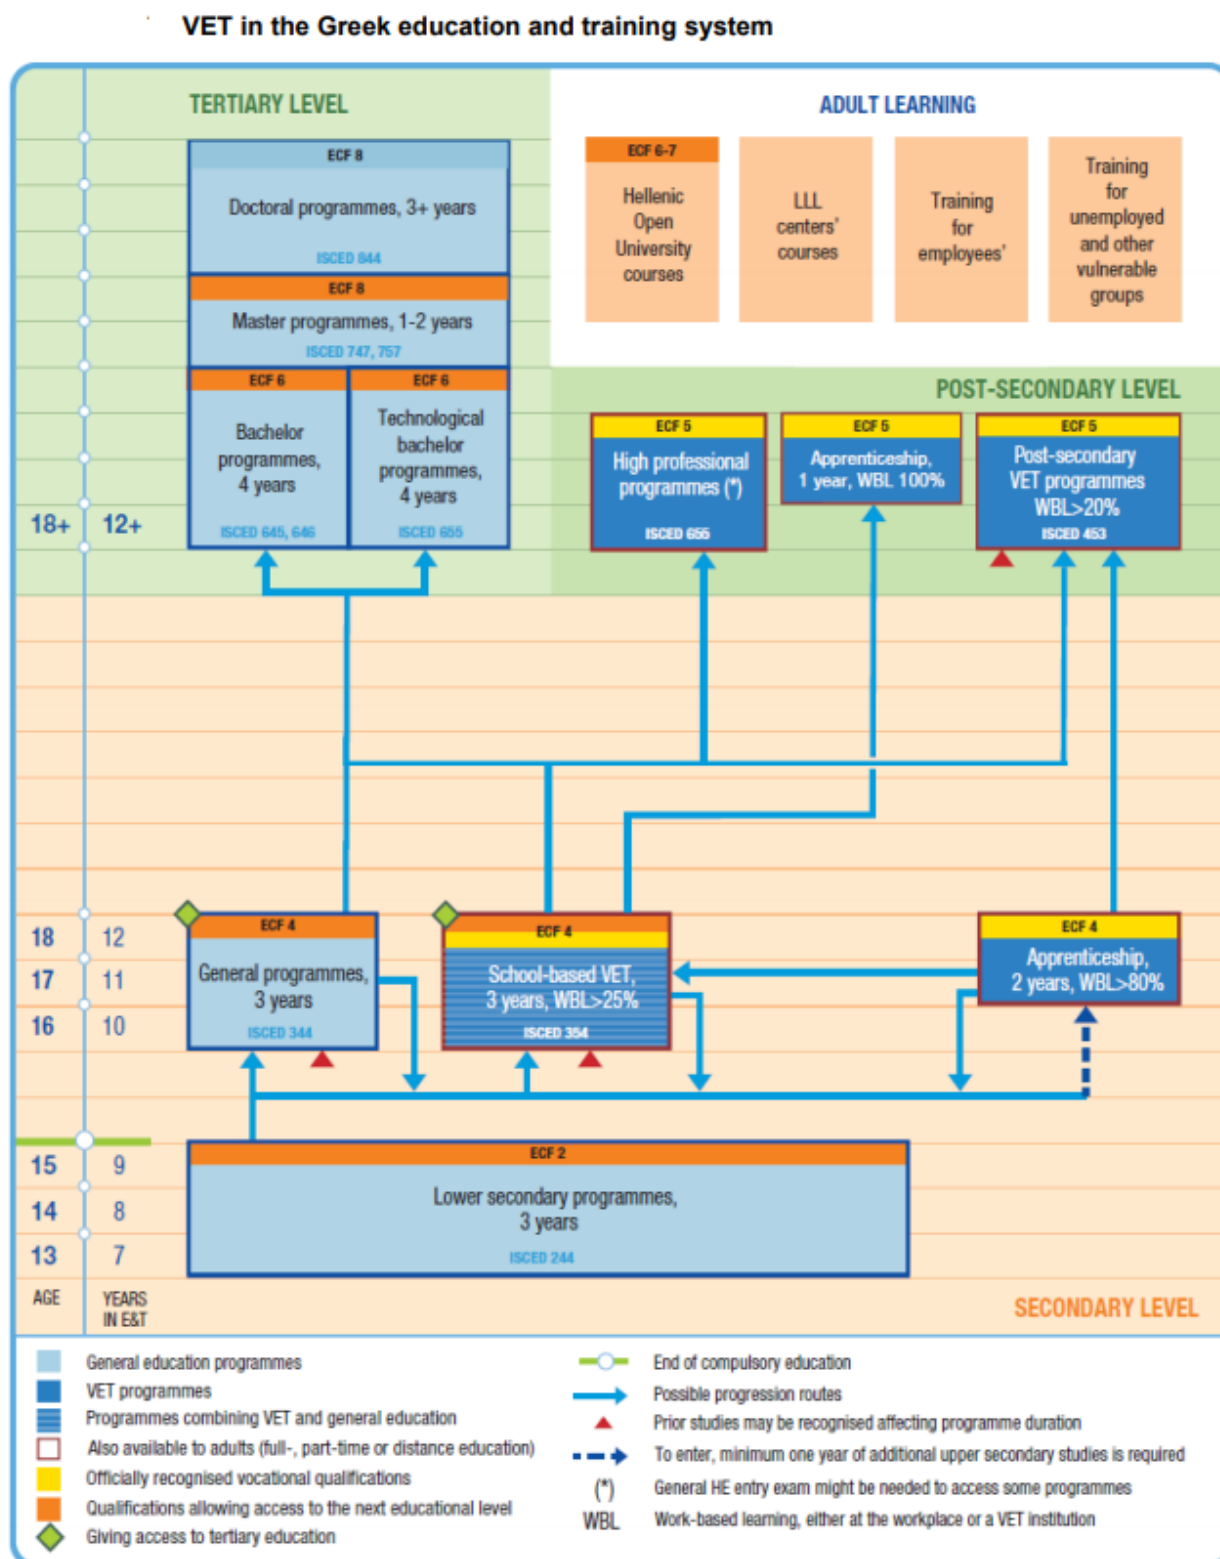 VET in the Greek education and training system
TERTIARY LEVEL
ECF 8
Doctoral programmes, 3+ years
ISCED 844
ECF 8
Master programmes, 1-2 years
ISCED 747, 757
ECF 6
Bachelor
programmes,
4 years
ISCED 645, 646
ECF 6
Technological
bachelor
programmes,
4 years
ISCED 655
ADULT LEARNING
ECF 6-7
Hellenic
Open
University
courses
LLL
centers'
courses
Training
for
employees'
Training
for
unemployed
and other
vulnerable
groups
POST-SECONDARY LEVEL
ECF 5
High professional
programmes (*)
ISCED 655
ECF 5
Apprenticeship,
1 year, WBL 100%
ECF 5
Post-secondary
VET programmes
WBL>20%
ISCED 453
18+ 12+
18 12
17 11
16 10
ECF 4
General programmes,
3 years
ISCED 344
ECF 4
School-based VET,
3 years, WBL>25%
ISCED 354
ECF 4
Apprenticeship,
2 years, WBL>80%
15 9
14 8
13 7
ECF 2
Lower secondary programmes,
3 years
ISCED 244
AGE
YEARS
IN E&T
SECONDARY LEVEL
General education programmes
VET programmes
Programmes combining VET and general education
Also available to adults (full-, part-time or distance education)
Officially recognised vocational qualifications
Qualifications allowing access to the next educational level
Giving access to tertiary education
End of compulsory education
Possible progression routes
Prior studies may be recognised affecting programme duration
To enter, minimum one year of additional upper secondary studies is required
(*) General HE entry exam might be needed to access some programmes
WBL Work-based learning, either at the workplace or a VET institution